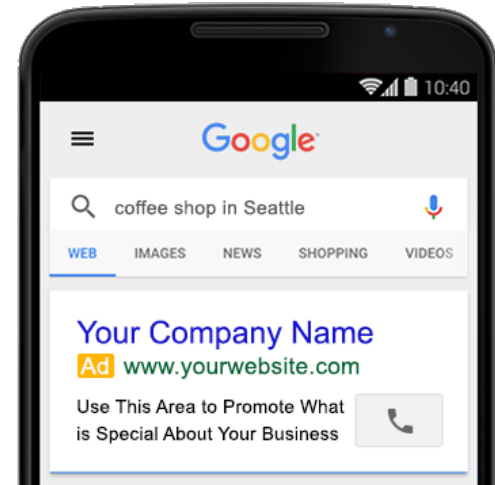 10:40
Google
coffee shop in Seattle
WEB IMAGES NEWS SHOPPING VIDEOS
Your Company Name
Ad www.yourwebsite.com
Use This Area to Promote What
is Special About Your Business